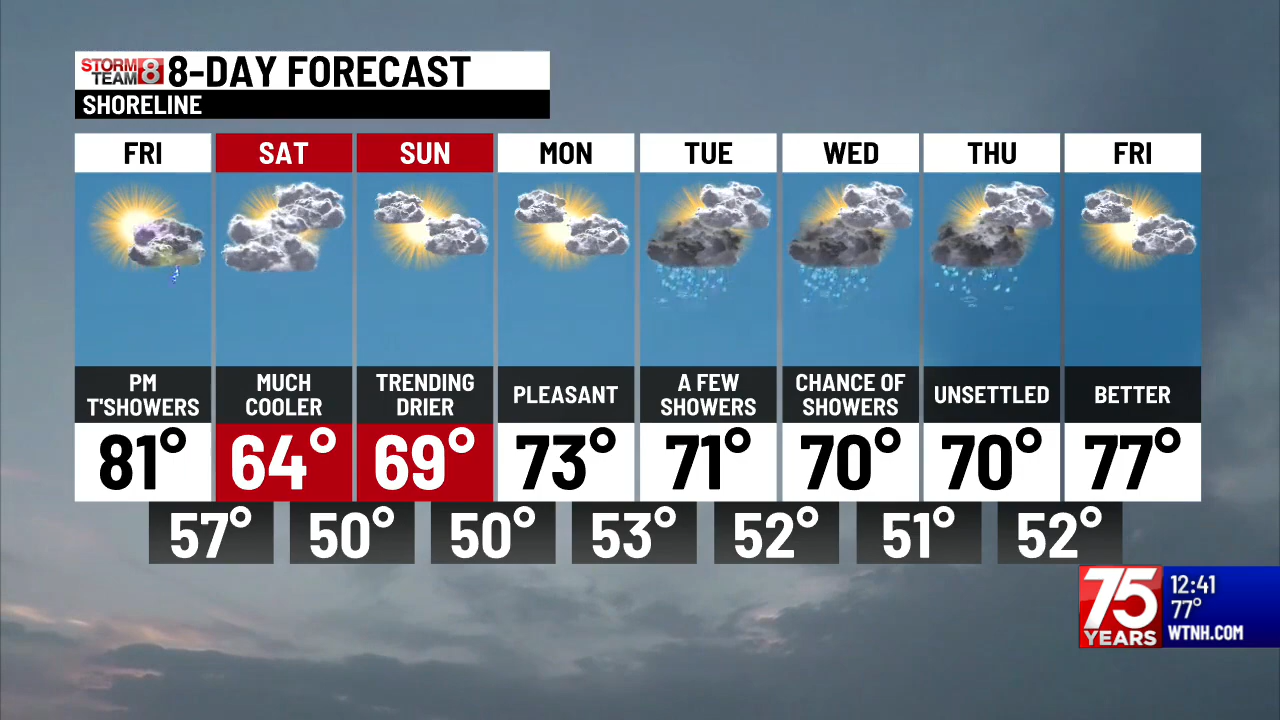 STORM TEAM 8 8-DAY FORECAST
SHORELINE
FRI SAT SUN MON TUE WED THU FRI
PM T'SHOWERS
MUCH COOLER
TRENDING DRIER
PLEASANT
A FEW SHOWERS
CHANCE OF SHOWERS
UNSETTLED
BETTER
81° 64° 69° 73° 71° 70° 70° 77°
57° 50° 50° 53° 52° 51° 52°
75 YEARS
12:41
77°
WTNH.COM